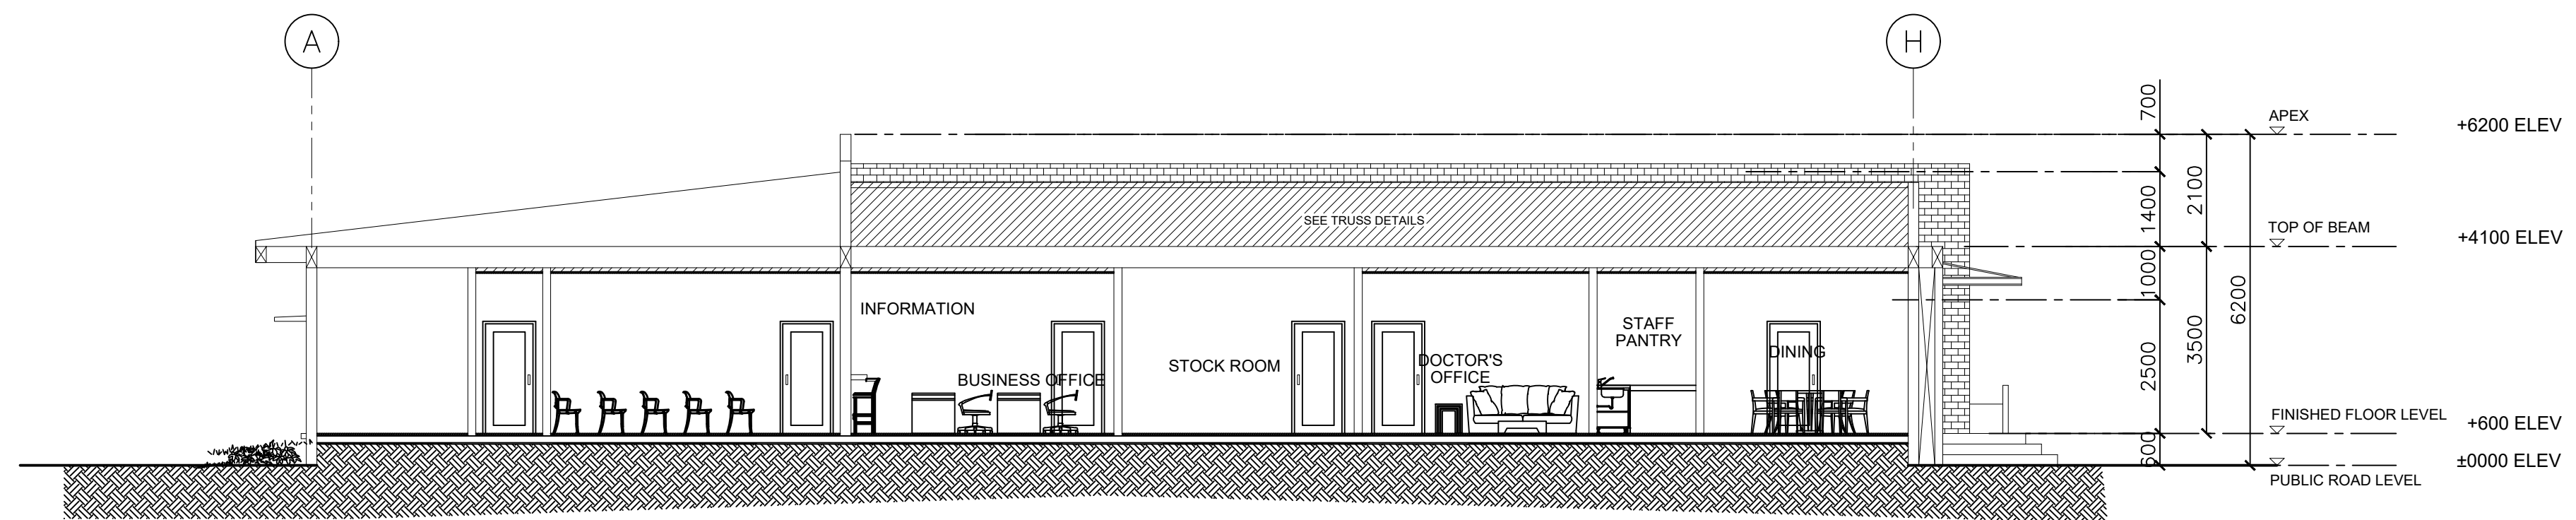 A
H
700
APEX
+6200 ELEV
1400
2100
SEE TRUSS DETAILS
TOP OF BEAM
+4100 ELEV
1000
6200
INFORMATION
STAFF
PANTRY
2500
3500
STOCK ROOM
DOCTOR'S
OFFICE
DINING
BUSINESS OFFICE
FINISHED FLOOR LEVEL
+600 ELEV
600
±0000 ELEV
PUBLIC ROAD LEVEL